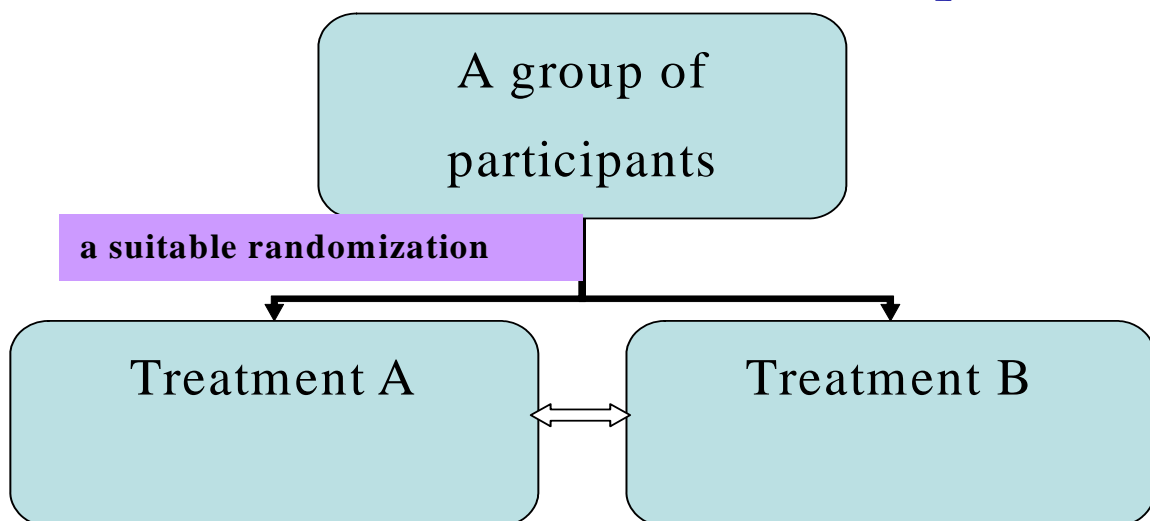 A group of
participants
a suitable randomization
Treatment A
Treatment B